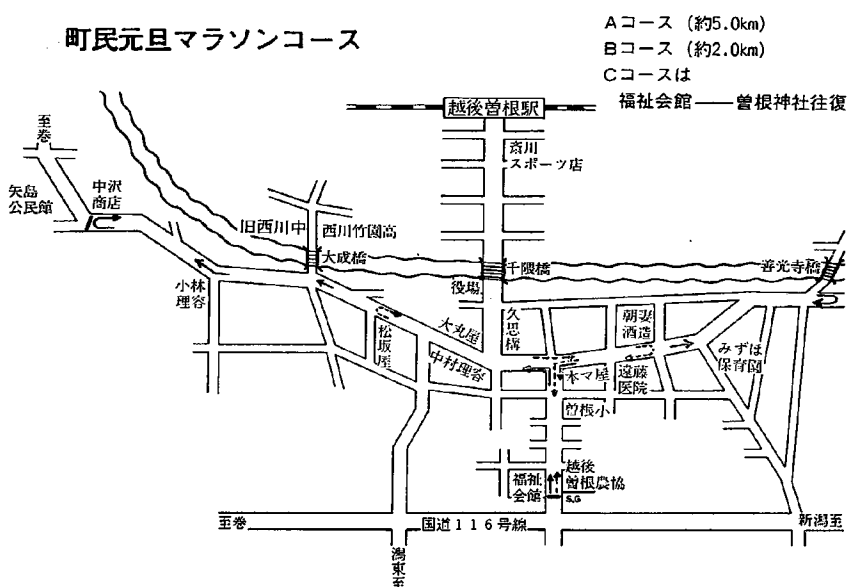 町民元旦マラソンコース
Aコース (約5.0km)
Bコース (約2.0km)
Cコースは
福祉会館――曽根神社往復
越後曽根駅
至巻
斎川
スポーツ店
矢島
公民館
中沢
商店
旧西川中
西川竹園高
大成橋
千隈橋
善光寺橋
役場
小林
理容
松坂屋
大丸屋
中村理容
久思構
朝妻
酒造
本マ屋
遠藤
医院
みずほ
保育園
曽根小
福祉
会館
越後
曽根農協
S.G
至巻
国道116号線
新潟至
潟東至